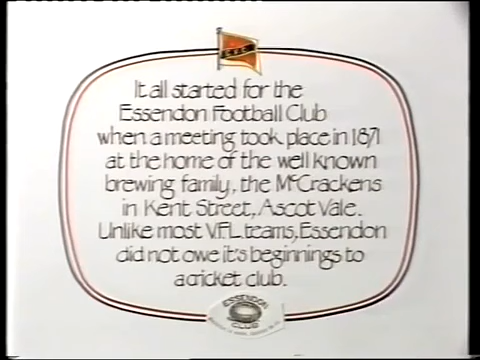 E.F.C.
It all started for the
Essendon Football Club
when a meeting took place in 1871
at the home of the well known
brewing family, the McCrackens
in Kent Street, Ascot Vale.
Unlike most V.F.L. teams, Essendon
did not owe it's beginnings to
a cricket club.
ESSENDON
CLUB